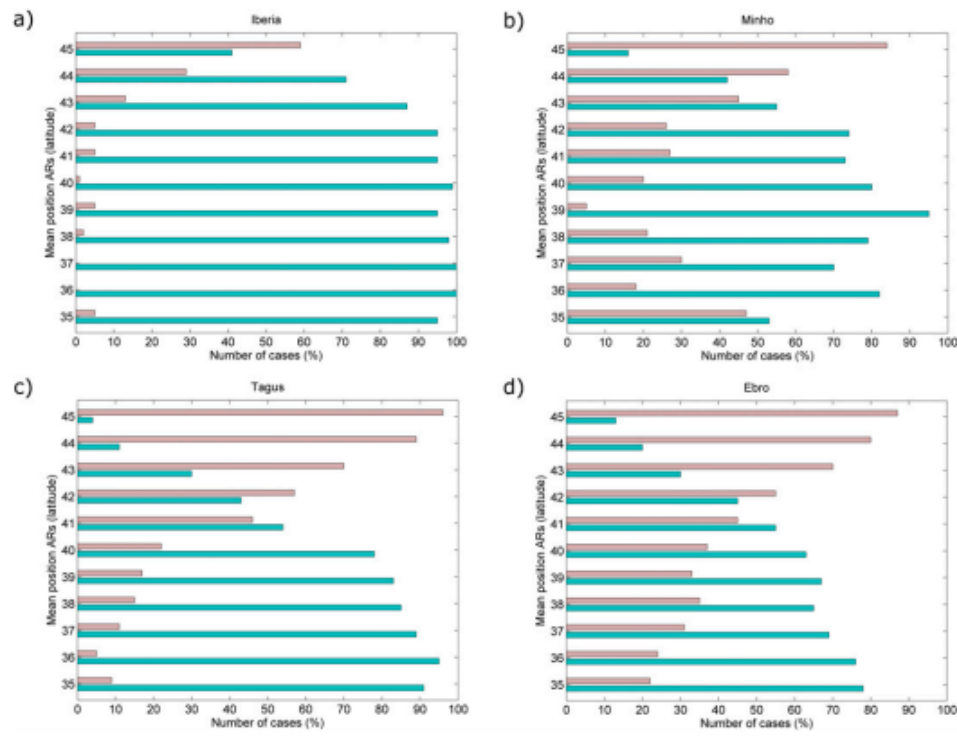 a)
Iberia
Mean position ARs (latitude)
45
44
43
42
41
40
39
38
37
36
35
0 10 20 30 40 50 60 70 80 90 100
Number of cases (%)
b)
Minho
Mean position ARs (latitude)
45
44
43
42
41
40
39
38
37
36
35
0 10 20 30 40 50 60 70 80 90 100
Number of cases (%)
c)
Tagus
Mean position ARs (latitude)
45
44
43
42
41
40
39
38
37
36
35
0 10 20 30 40 50 60 70 80 90 100
Number of cases (%)
d)
Ebro
Mean position ARs (latitude)
45
44
43
42
41
40
39
38
37
36
35
0 10 20 30 40 50 60 70 80 90 100
Number of cases (%)